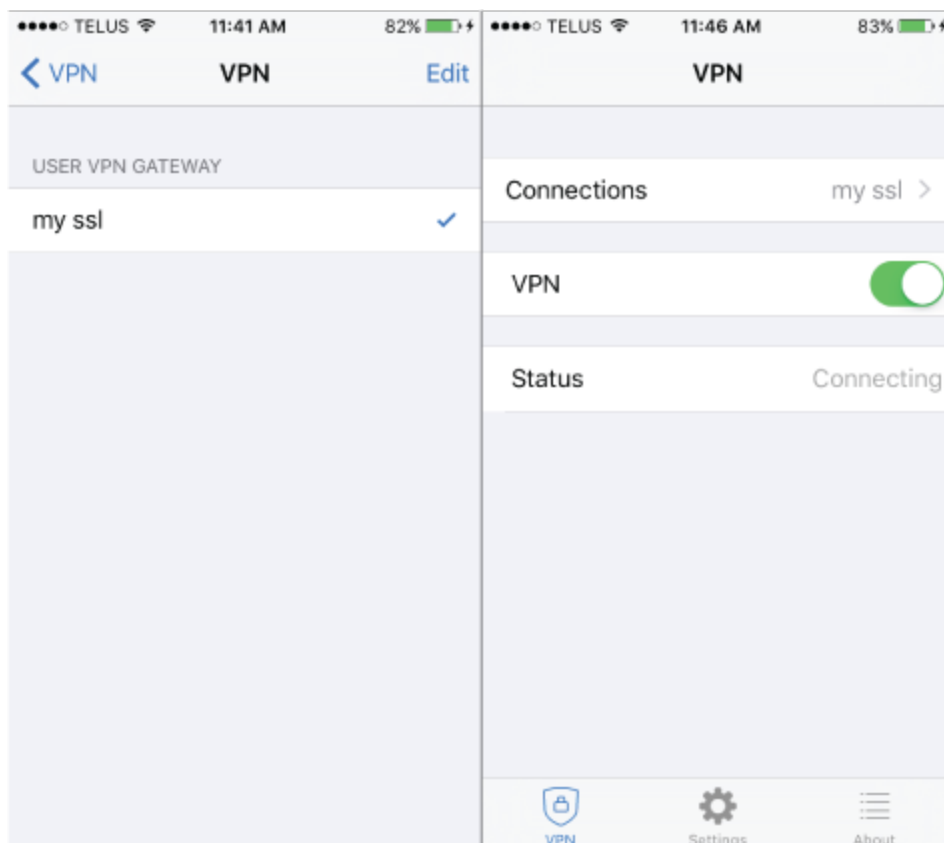 TELUS 11:41 AM 82%
VPN VPN Edit
USER VPN GATEWAY
my ssl
TELUS 11:46 AM 83%
VPN
Connections my ssl
VPN
Status Connecting
VPN Settings About